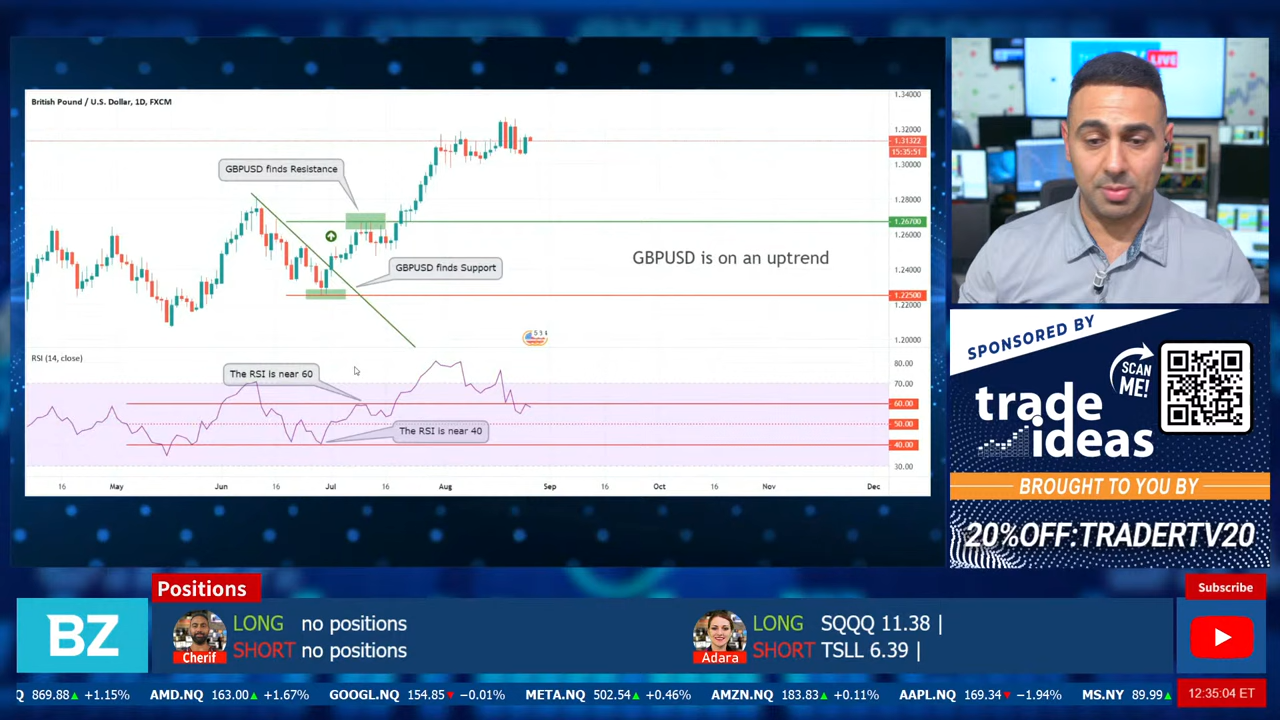 British Pound / U.S. Dollar, 1D, FXCM
GBPUSD finds Resistance
GBPUSD finds Support
GBPUSD is on an uptrend
1.34000
1.32000
1.31322
15:35:51
1.30000
1.28000
1.26700
1.26000
1.24000
1.22500
1.22000
1.20000
RSI (14, close)
The RSI is near 60
The RSI is near 40
80.00
70.00
60.00
50.00
40.00
30.00
16 May Jun 16 Jul 16 Aug Sep 16 Oct Nov Dec
LIVE
SPONSORED BY
SCAN
ME!
trade
ideas
BROUGHT TO YOU BY
20%OFF:TRADERTV20
Positions
BZ
Cherif
LONG no positions
SHORT no positions
Adara
LONG SQQQ 11.38 |
SHORT TSLL 6.39 |
Subscribe
Q 869.88▲ +1.15% AMD.NQ 163.00▲ +1.67% GOOGL.NQ 154.85▼ −0.01% META.NQ 502.54▲ +0.46% AMZN.NQ 183.83▲ +0.11% AAPL.NQ 169.34▼ −1.94% MS.NY 89.99▲
12:35:04 ET